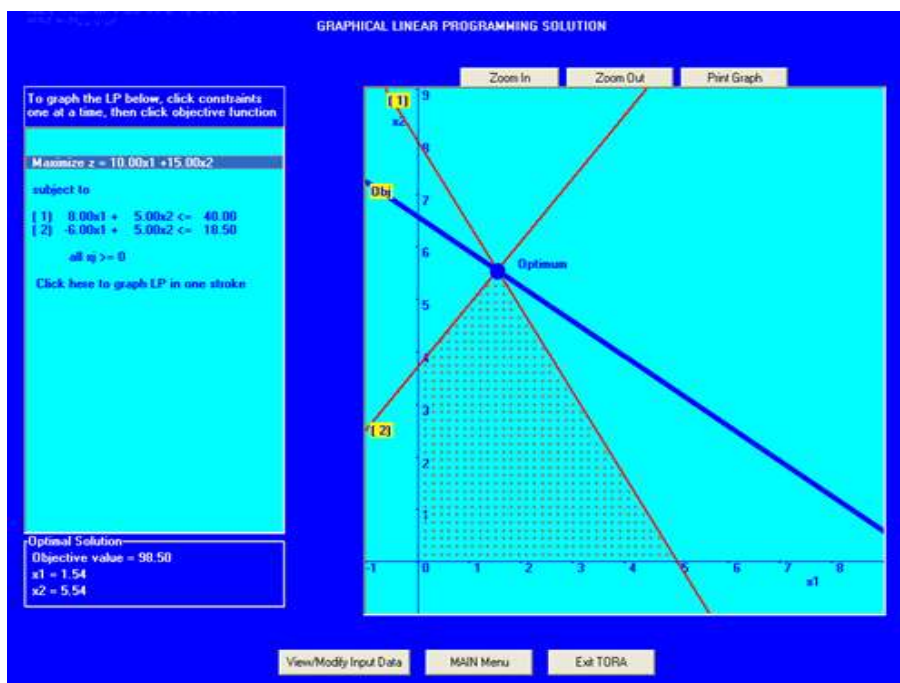 GRAPHICAL LINEAR PROGRAMMING SOLUTION
Zoom In
Zoom Out
Print Graph
To graph the LP below, click constraints
one at a time, then click objective function
Maximize z = 10.00x1 +15.00x2
subject to
( 1) 8.00x1 + 5.00x2 <= 40.00
( 2) -6.00x1 + 5.00x2 <= 18.50
all xj >= 0
Click here to graph LP in one stroke
Optimal Solution
Objective value = 98.50
x1 = 1.54
x2 = 5.54
( 1)
9
x2
8
Obj
7
6
Optimum
5
4
3
( 2)
2
1
-1
0
1
2
3
4
5
6
7
8
x1
View/Modify Input Data
MAIN Menu
Exit TORA